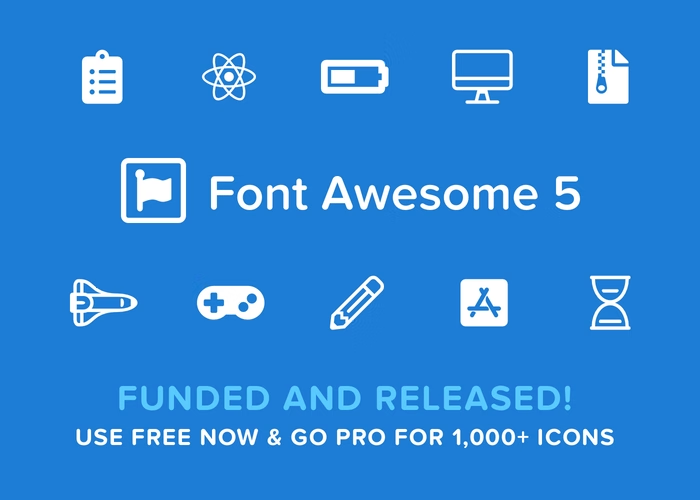 Font Awesome 5
FUNDED AND RELEASED!
USE FREE NOW & GO PRO FOR 1,000+ ICONS